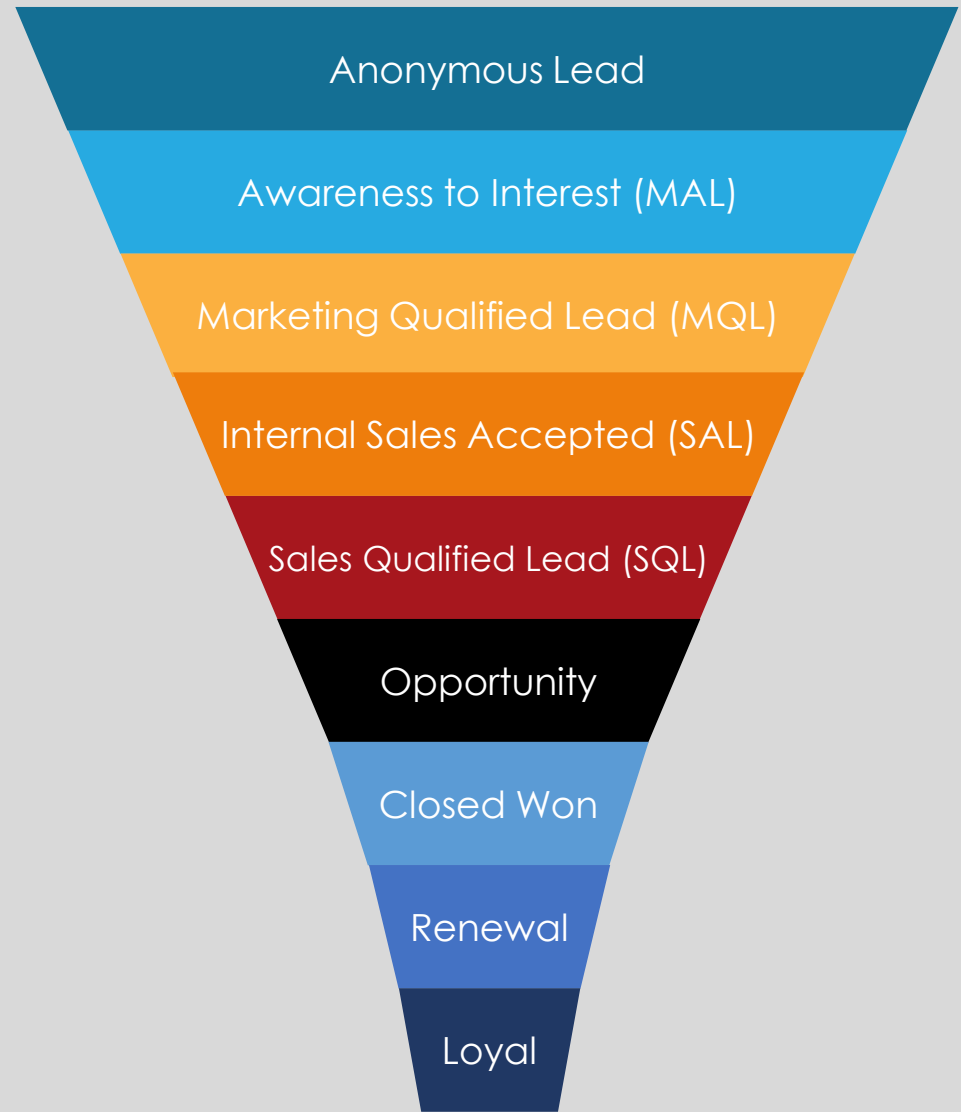 Anonymous Lead
Awareness to Interest (MAL)
Marketing Qualified Lead (MQL)
Internal Sales Accepted (SAL)
Sales Qualified Lead (SQL)
Opportunity
Closed Won
Renewal
Loyal